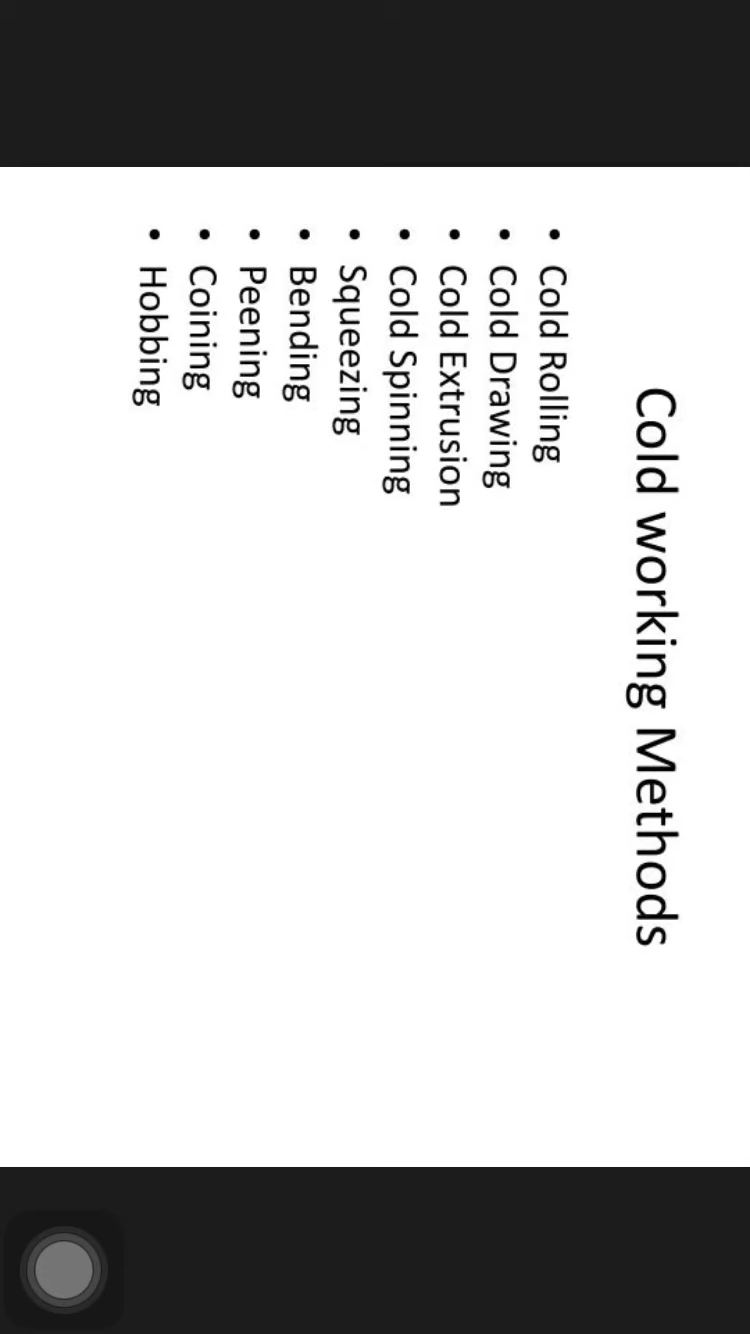 Cold working Methods
• Cold Rolling
• Cold Drawing
• Cold Extrusion
• Cold Spinning
• Squeezing
• Bending
• Peening
• Coining
• Hobbing